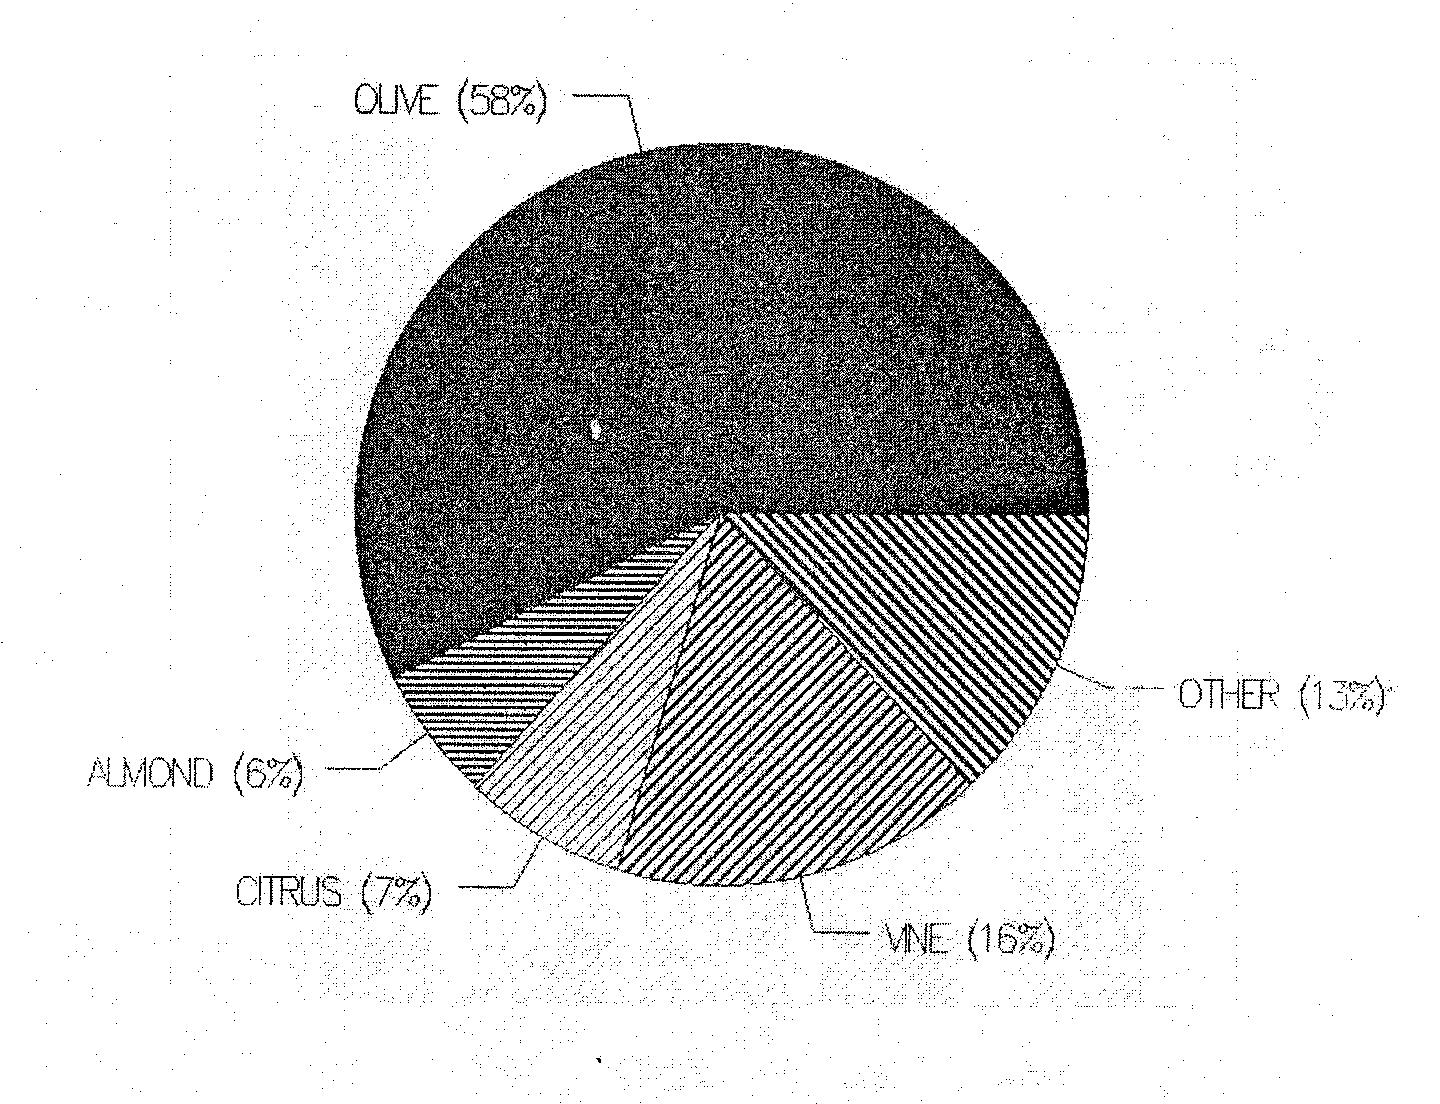 OLIVE (58%)
OTHER (13%)
ALMOND (6%)
CITRUS (7%)
VINE (16%)